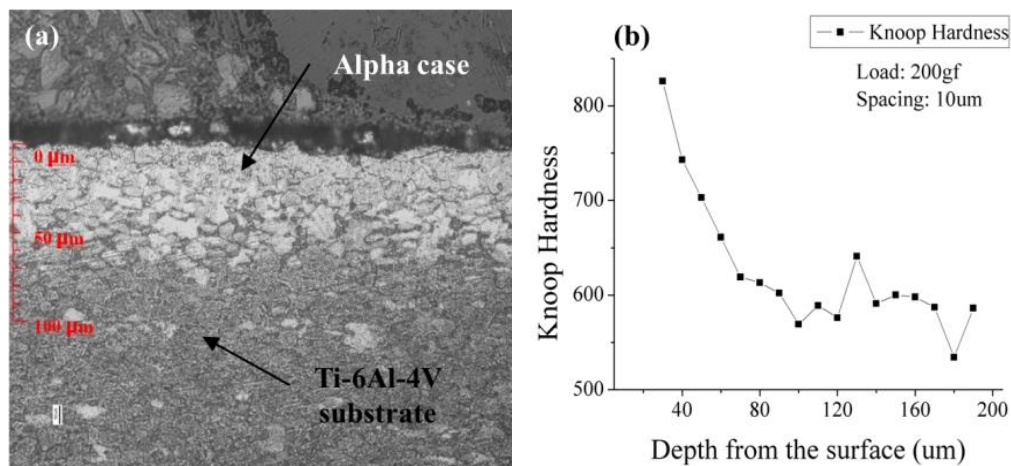 (a)
Alpha case
0 µm
50 µm
100 µm
Ti-6Al-4V
substrate
(b)
Knoop Hardness
Load: 200gf
Spacing: 10um
Knoop Hardness
800
700
600
500
40
80
120
160
200
Depth from the surface (um)